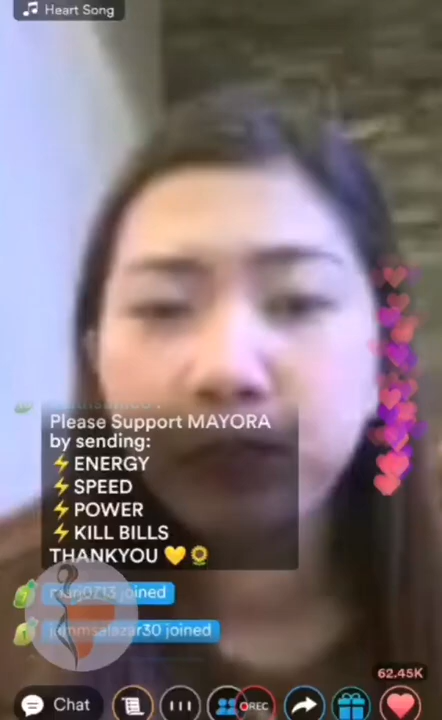 Heart Song
Please Support MAYORA
by sending:
⚡ENERGY
⚡SPEED
⚡POWER
⚡KILL BILLS
THANKYOU 💛🌻
joined
jammsalazar30 joined
62.45K
Chat
REC